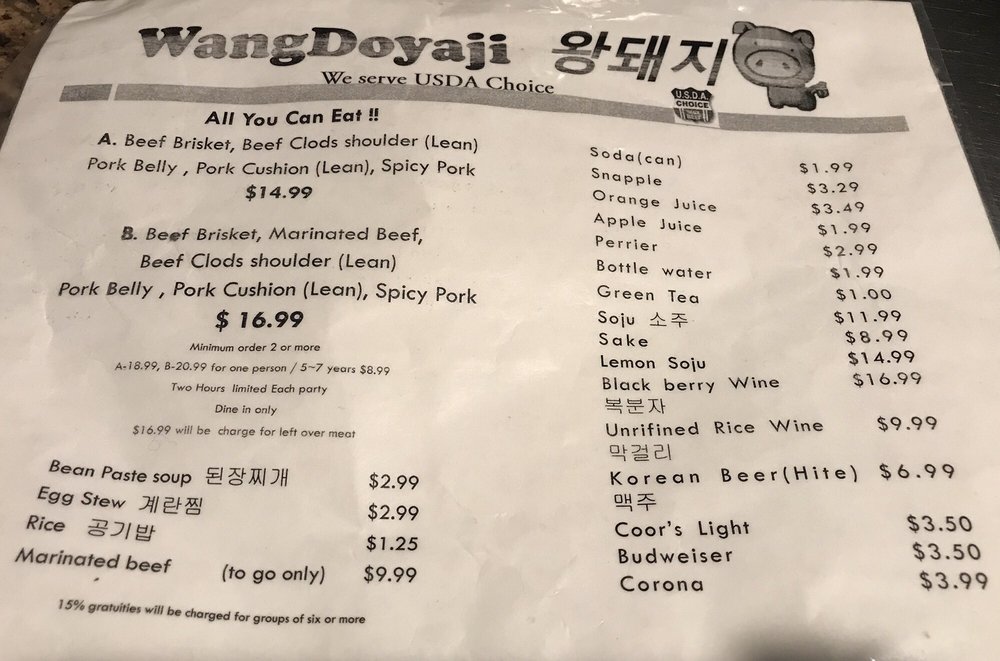 WangDoyaji 왕돼지
We serve USDA Choice
U.S.D.A.
CHOICE
All You Can Eat !!
A. Beef Brisket, Beef Clods shoulder (Lean)
Pork Belly , Pork Cushion (Lean), Spicy Pork
$14.99
B. Beef Brisket, Marinated Beef,
Beef Clods shoulder (Lean)
Pork Belly , Pork Cushion (Lean), Spicy Pork
$ 16.99
Minimum order 2 or more
A-18.99, B-20.99 for one person / 5~7 years $8.99
Two Hours limited Each party
Dine in only
$16.99 will be charge for left over meat
Bean Paste soup 된장찌개 $2.99
Egg Stew 계란찜 $2.99
Rice 공기밥 $1.25
Marinated beef (to go only) $9.99
15% gratuities will be charged for groups of six or more
Soda(can) $1.99
Snapple $3.29
Orange Juice $3.49
Apple Juice $1.99
Perrier $2.99
Bottle water $1.99
Green Tea $1.00
Soju 소주 $11.99
Sake $8.99
Lemon Soju $14.99
Black berry Wine $16.99
복분자
Unrifined Rice Wine $9.99
막걸리
Korean Beer(Hite) $6.99
맥주
Coor's Light $3.50
Budweiser $3.50
Corona $3.99